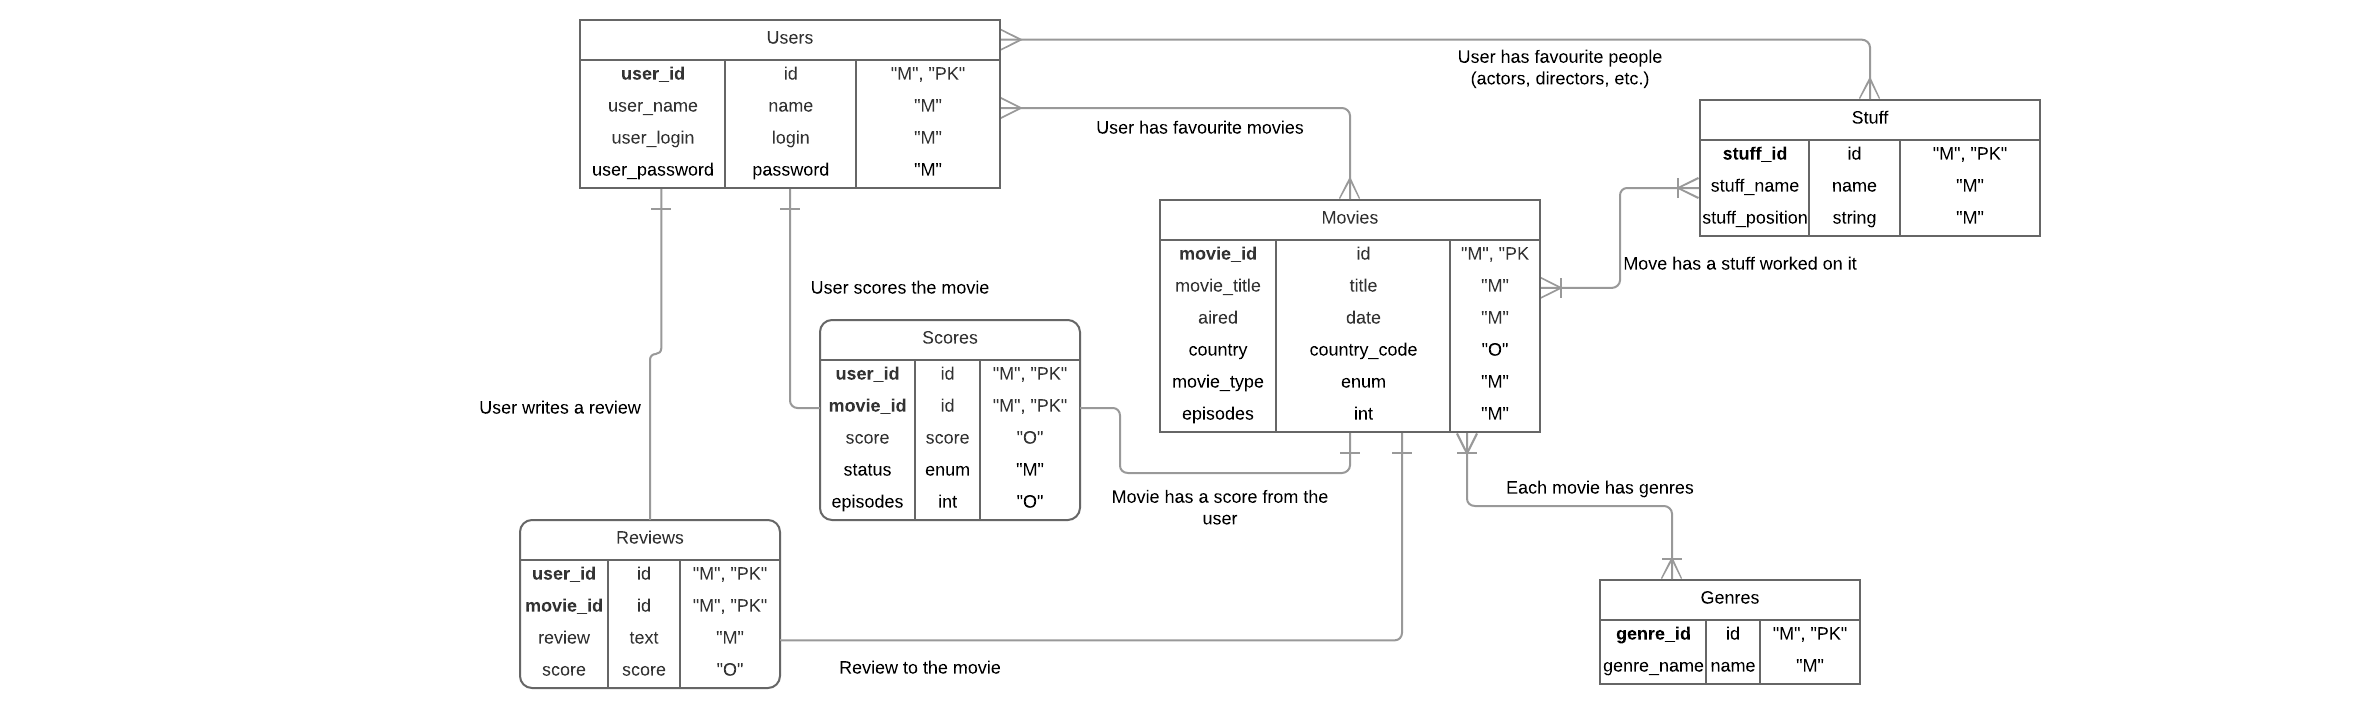 Users
user_id id "M", "PK"
user_name name "M"
user_login login "M"
user_password password "M"
User has favourite people
(actors, directors, etc.)
User has favourite movies
Stuff
stuff_id id "M", "PK"
stuff_name name "M"
stuff_position string "M"
Move has a stuff worked on it
Movies
movie_id id "M", "PK
movie_title title "M"
aired date "M"
country country_code "O"
movie_type enum "M"
episodes int "M"
User scores the movie
Scores
user_id id "M", "PK"
movie_id id "M", "PK"
score score "O"
status enum "M"
episodes int "O"
User writes a review
Movie has a score from the
user
Each movie has genres
Reviews
user_id id "M", "PK"
movie_id id "M", "PK"
review text "M"
score score "O"
Review to the movie
Genres
genre_id id "M", "PK"
genre_name name "M"